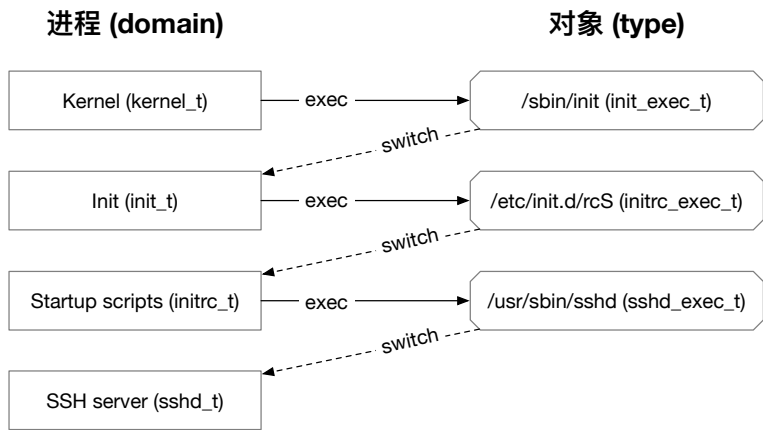 进程 (domain)
对象 (type)
Kernel (kernel_t)
exec
/sbin/init (init_exec_t)
switch
Init (init_t)
exec
/etc/init.d/rcS (initrc_exec_t)
switch
Startup scripts (initrc_t)
exec
/usr/sbin/sshd (sshd_exec_t)
switch
SSH server (sshd_t)